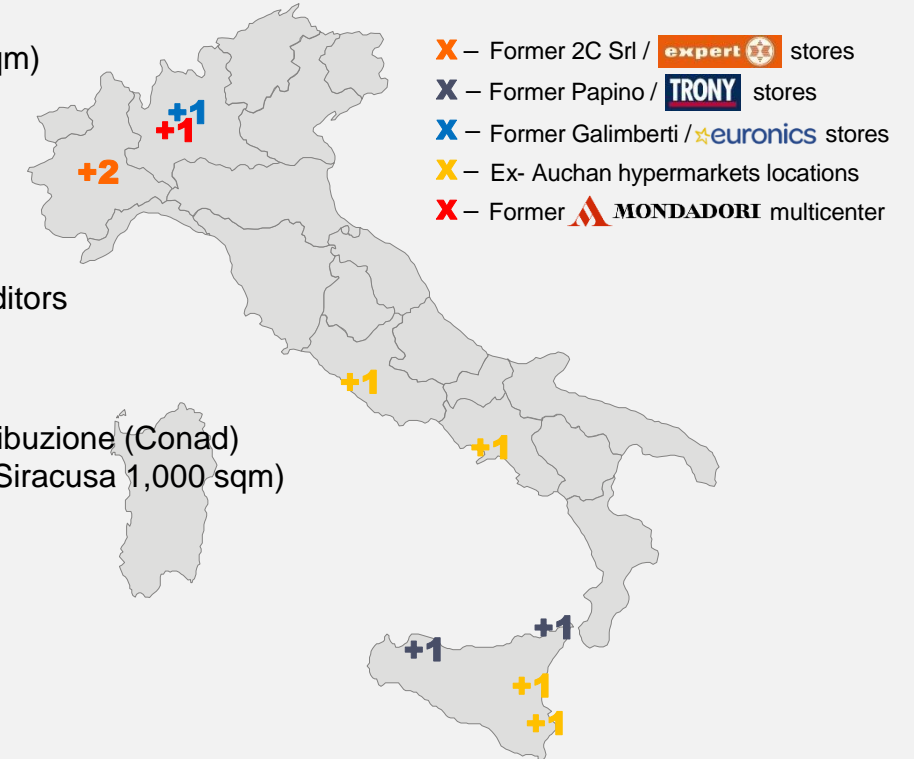 qm)
X – Former 2C Srl / expert stores
X – Former Papino / TRONY stores
X – Former Galimberti / euronics stores
X – Ex- Auchan hypermarkets locations
X – Former MONDADORI multicenter
+1
+1
+2
ditors
+1
+1
ribuzione (Conad)
Siracusa 1,000 sqm)
+1
+1
+1
+1